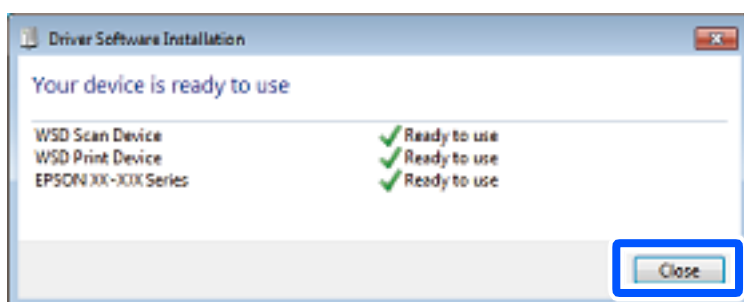 Driver Software Installation
Your device is ready to use
WSD Scan Device Ready to use
WSD Print Device Ready to use
EPSON XX-XXX Series Ready to use
Close